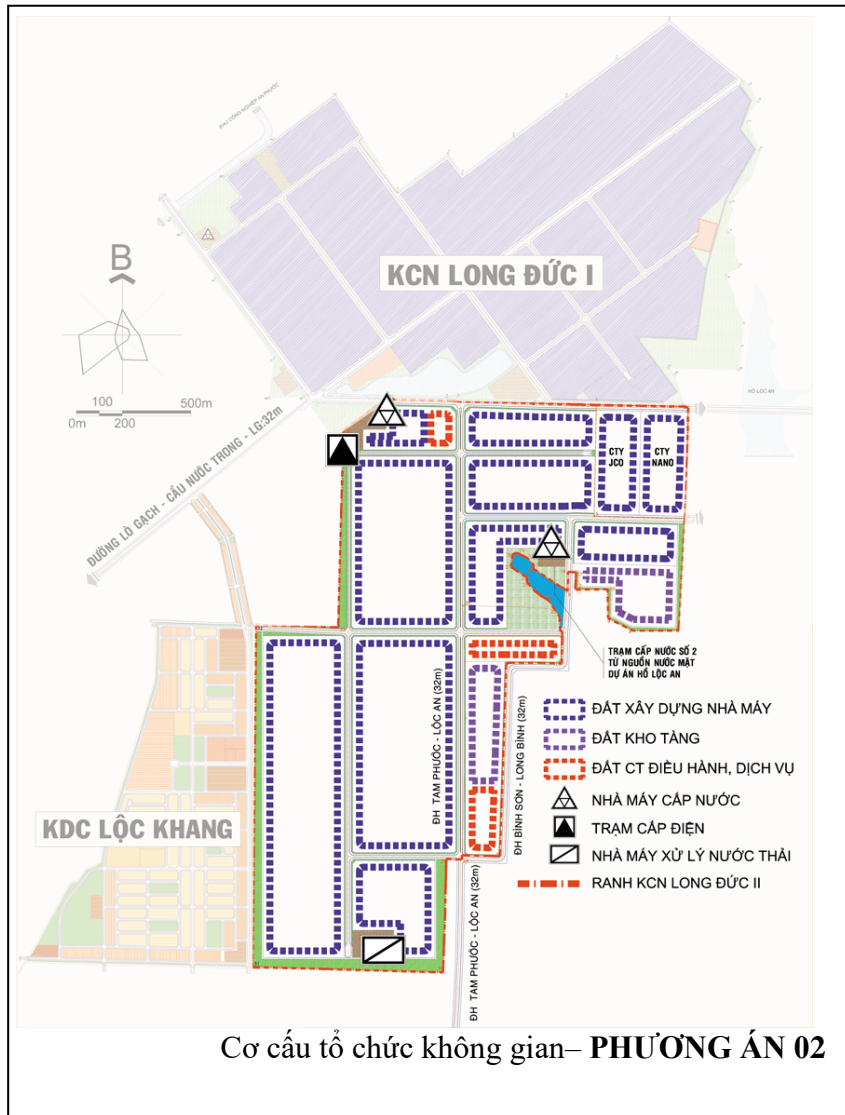 KHU CÔNG NGHIỆP AN PHƯỚC
B
KCN LONG ĐỨC I
100 500m
0m 200
HỒ LỘC AN
ĐƯỜNG LÒ GẠCH - CẦU NƯỚC TRONG - LG:32m
CTY
JCO
CTY
NANO
TRẠM CẤP NƯỚC SỐ 2
TỪ NGUỒN NƯỚC MẶT
DỰ ÁN HỒ LỘC AN
ĐH TAM PHƯỚC - LỘC AN (32m)
ĐH BÌNH SƠN - LONG BÌNH (32m)
ĐẤT XÂY DỰNG NHÀ MÁY
ĐẤT KHO TÀNG
ĐẤT CT ĐIỀU HÀNH, DỊCH VỤ
NHÀ MÁY CẤP NƯỚC
TRẠM CẤP ĐIỆN
NHÀ MÁY XỬ LÝ NƯỚC THẢI
RANH KCN LONG ĐỨC II
KDC LỘC KHANG
ĐH TAM PHƯỚC - LỘC AN (32m)
Cơ cấu tổ chức không gian– PHƯƠNG ÁN 02